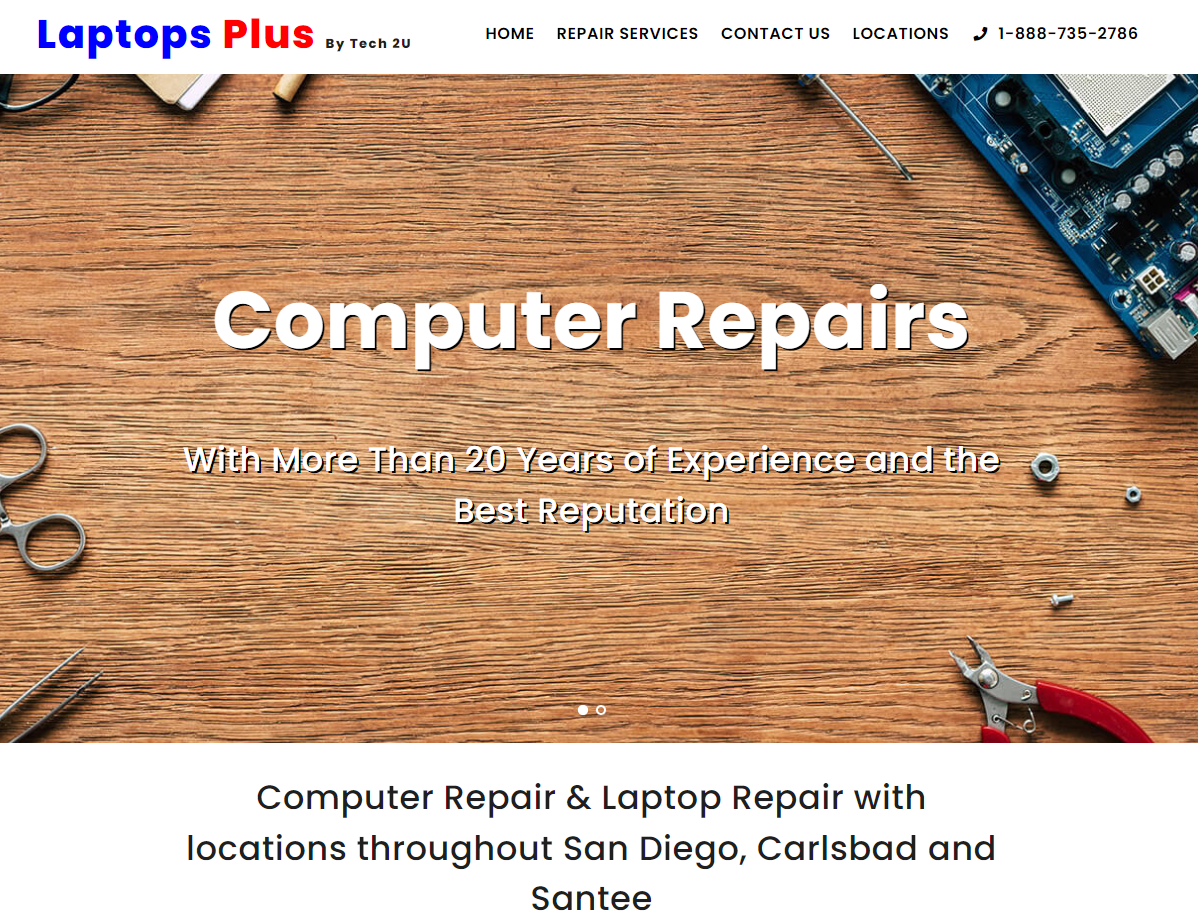 Laptops Plus By Tech 2U
HOME REPAIR SERVICES CONTACT US LOCATIONS 1-888-735-2786
Computer Repairs
With More Than 20 Years of Experience and the
Best Reputation
Computer Repair & Laptop Repair with
locations throughout San Diego, Carlsbad and
Santee